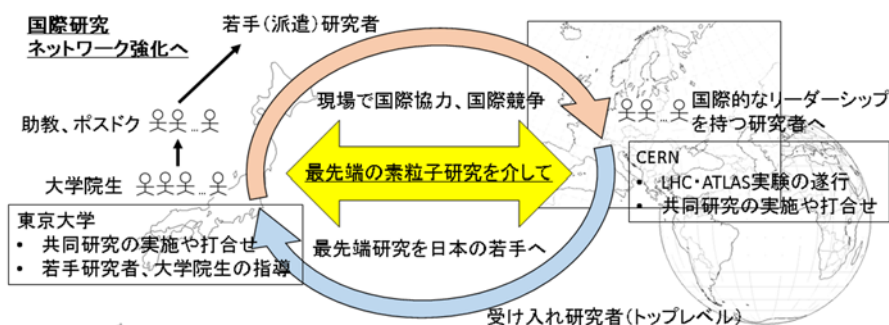 国際研究
ネットワーク強化へ
若手(派遣)研究者
助教、ポスドク
...
大学院生
...
東京大学
• 共同研究の実施や打合せ
• 若手研究者、大学院生の指導
現場で国際協力、国際競争
最先端の素粒子研究を介して
最先端研究を日本の若手へ
...
国際的なリーダーシップ
を持つ研究者へ
CERN
• LHC・ATLAS実験の遂行
• 共同研究の実施や打合せ
受け入れ研究者(トップレベル)